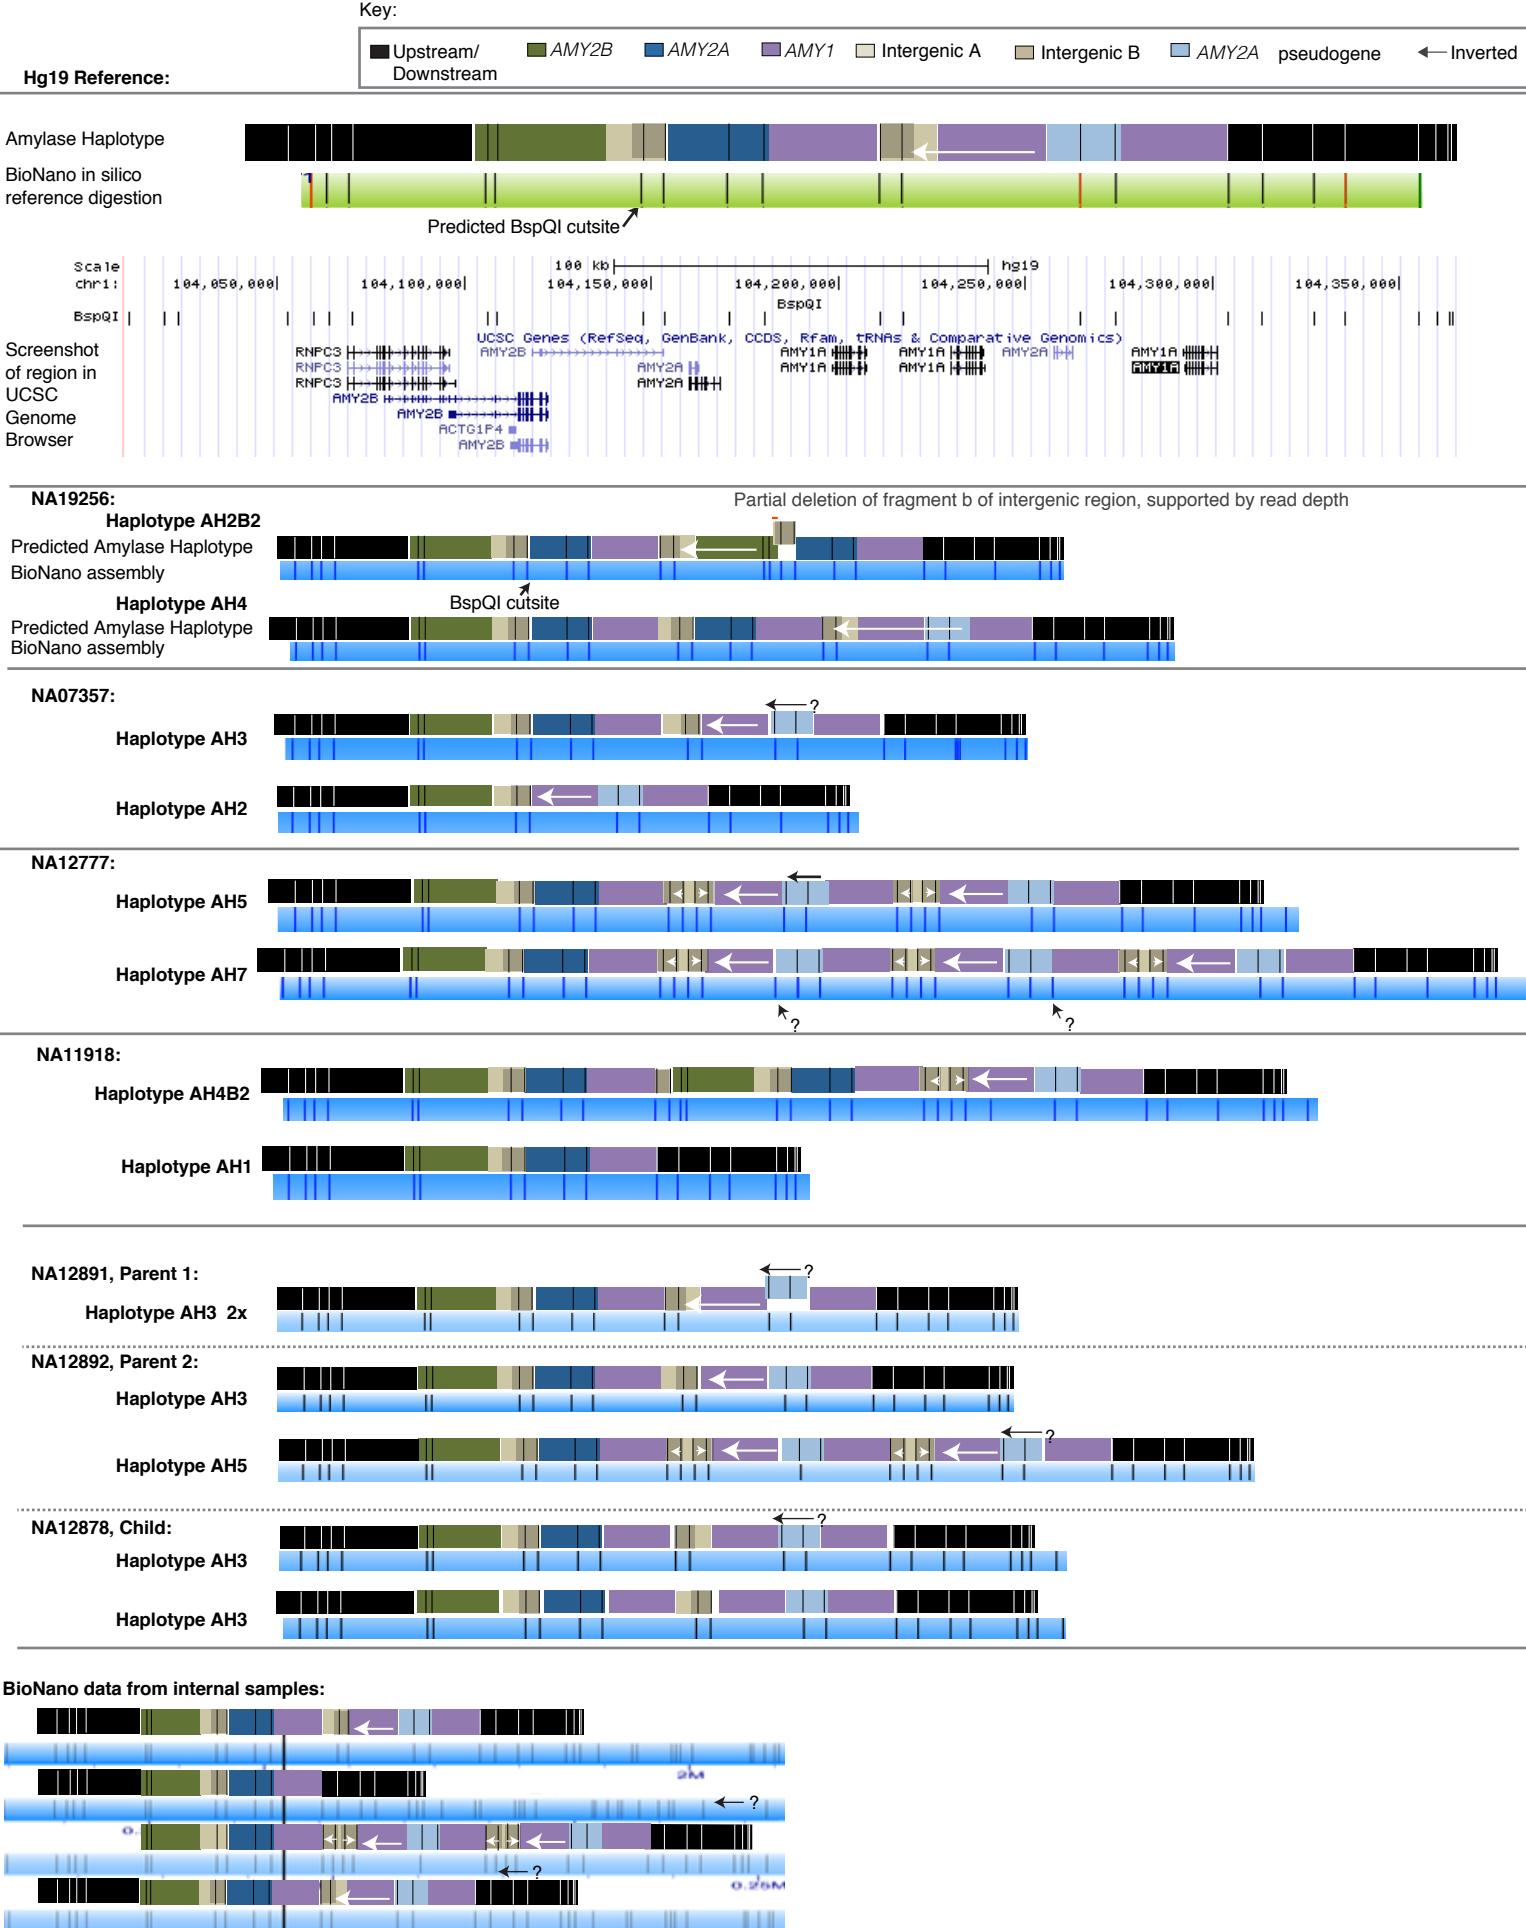 Key:
Upstream/ Downstream AMY2B AMY2A AMY1 Intergenic A Intergenic B AMY2A pseudogene Inverted
Hg19 Reference:
Amylase Haplotype
BioNano in silico
reference digestion
Predicted BspQI cutsite
Scale 100 kb hg19
chr1: 104,050,000 104,100,000 104,150,000 104,200,000 104,250,000 104,300,000 104,350,000
BspQI
BspQI
UCSC Genes (RefSeq, GenBank, CCDS, Rfam, tRNAs & Comparative Genomics)
Screenshot
of region in
UCSC
Genome
Browser
RNPC3 AMY2B AMY1A AMY1A AMY2A AMY1A
RNPC3 AMY2A AMY1A AMY1A AMY1A
RNPC3 AMY2A
AMY2B
AMY2B
ACTG1P4
AMY2B
NA19256:
Partial deletion of fragment b of intergenic region, supported by read depth
Haplotype AH2B2
Predicted Amylase Haplotype
BioNano assembly
BspQI cutsite
Haplotype AH4
Predicted Amylase Haplotype
BioNano assembly
NA07357:
?
Haplotype AH3
Haplotype AH2
NA12777:
Haplotype AH5
Haplotype AH7
? ?
NA11918:
Haplotype AH4B2
Haplotype AH1
NA12891, Parent 1:
?
Haplotype AH3 2x
NA12892, Parent 2:
Haplotype AH3
?
Haplotype AH5
NA12878, Child:
?
Haplotype AH3
Haplotype AH3
BioNano data from internal samples:
2M
?
0.
?
0.25M